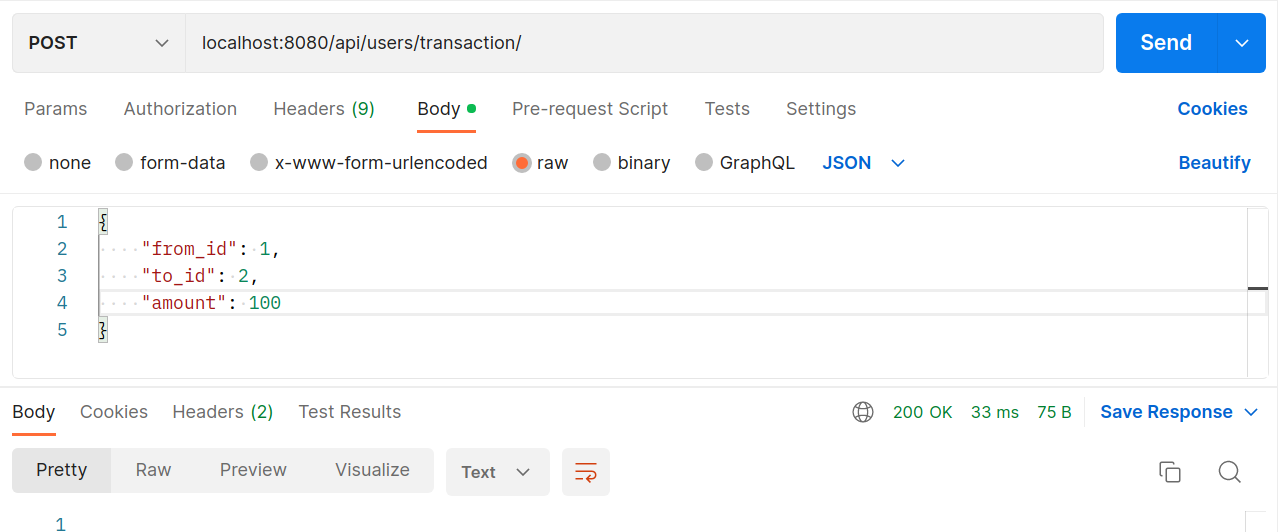 POST localhost:8080/api/users/transaction/ Send
Params Authorization Headers (9) Body Pre-request Script Tests Settings Cookies
none form-data x-www-form-urlencoded raw binary GraphQL JSON Beautify
1 {
2 "from_id": 1,
3 "to_id": 2,
4 "amount": 100
5 }
Body Cookies Headers (2) Test Results 200 OK 33 ms 75 B Save Response
Pretty Raw Preview Visualize Text
1